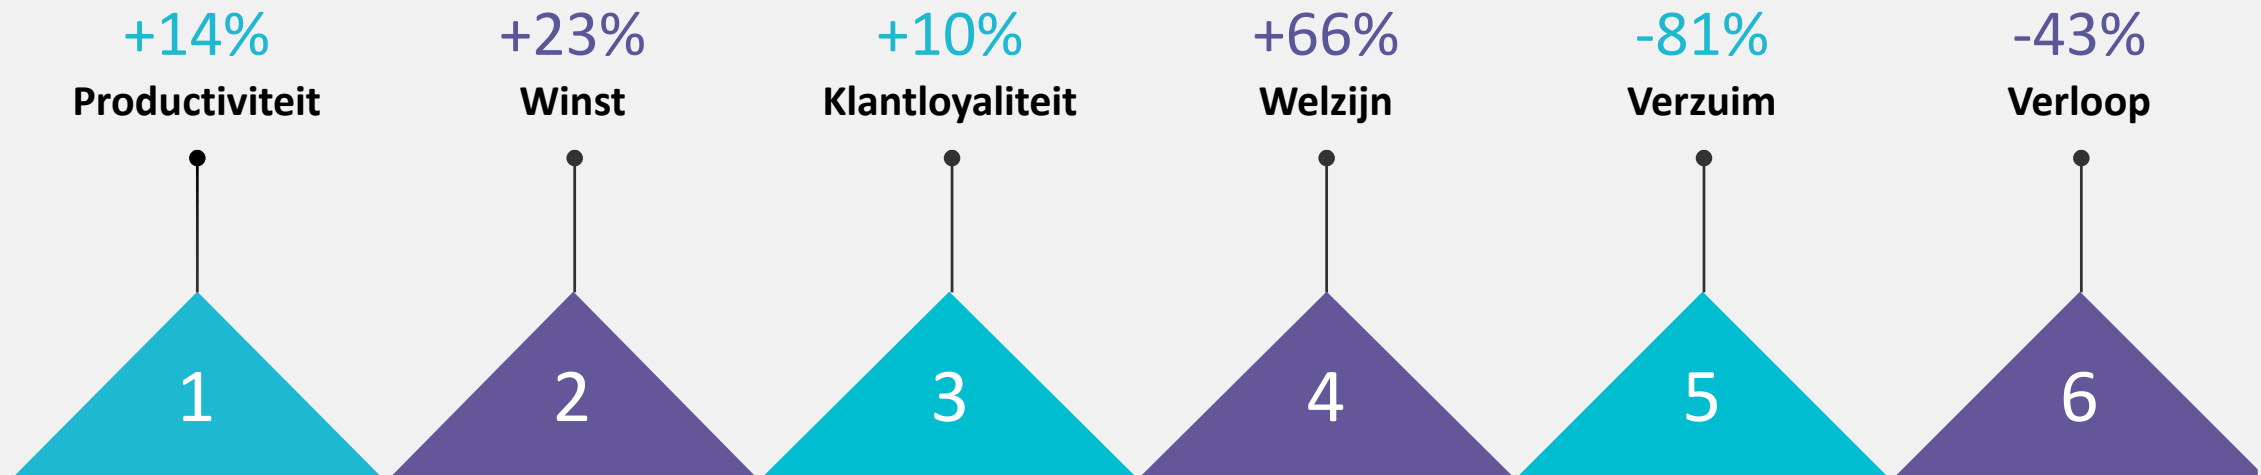 +14%
Productiviteit
1
+23%
Winst
2
+10%
Klantloyaliteit
3
+66%
Welzijn
4
-81%
Verzuim
5
-43%
Verloop
6